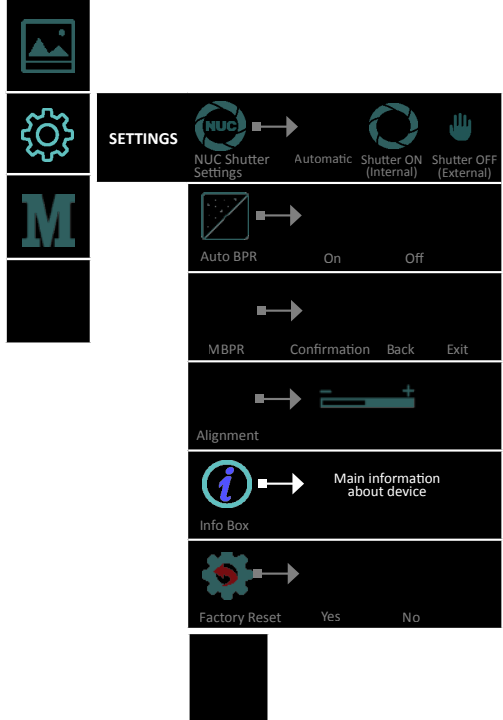 SETTINGS
NUC
NUC Shutter
Settings
Automatic
Shutter ON
(Internal)
Shutter OFF
(External)
M
Auto BPR
On
Off
MBPR
Confirmation
Back
Exit
- +
Alignment
i
Main information
about device
Info Box
Factory Reset
Yes
No